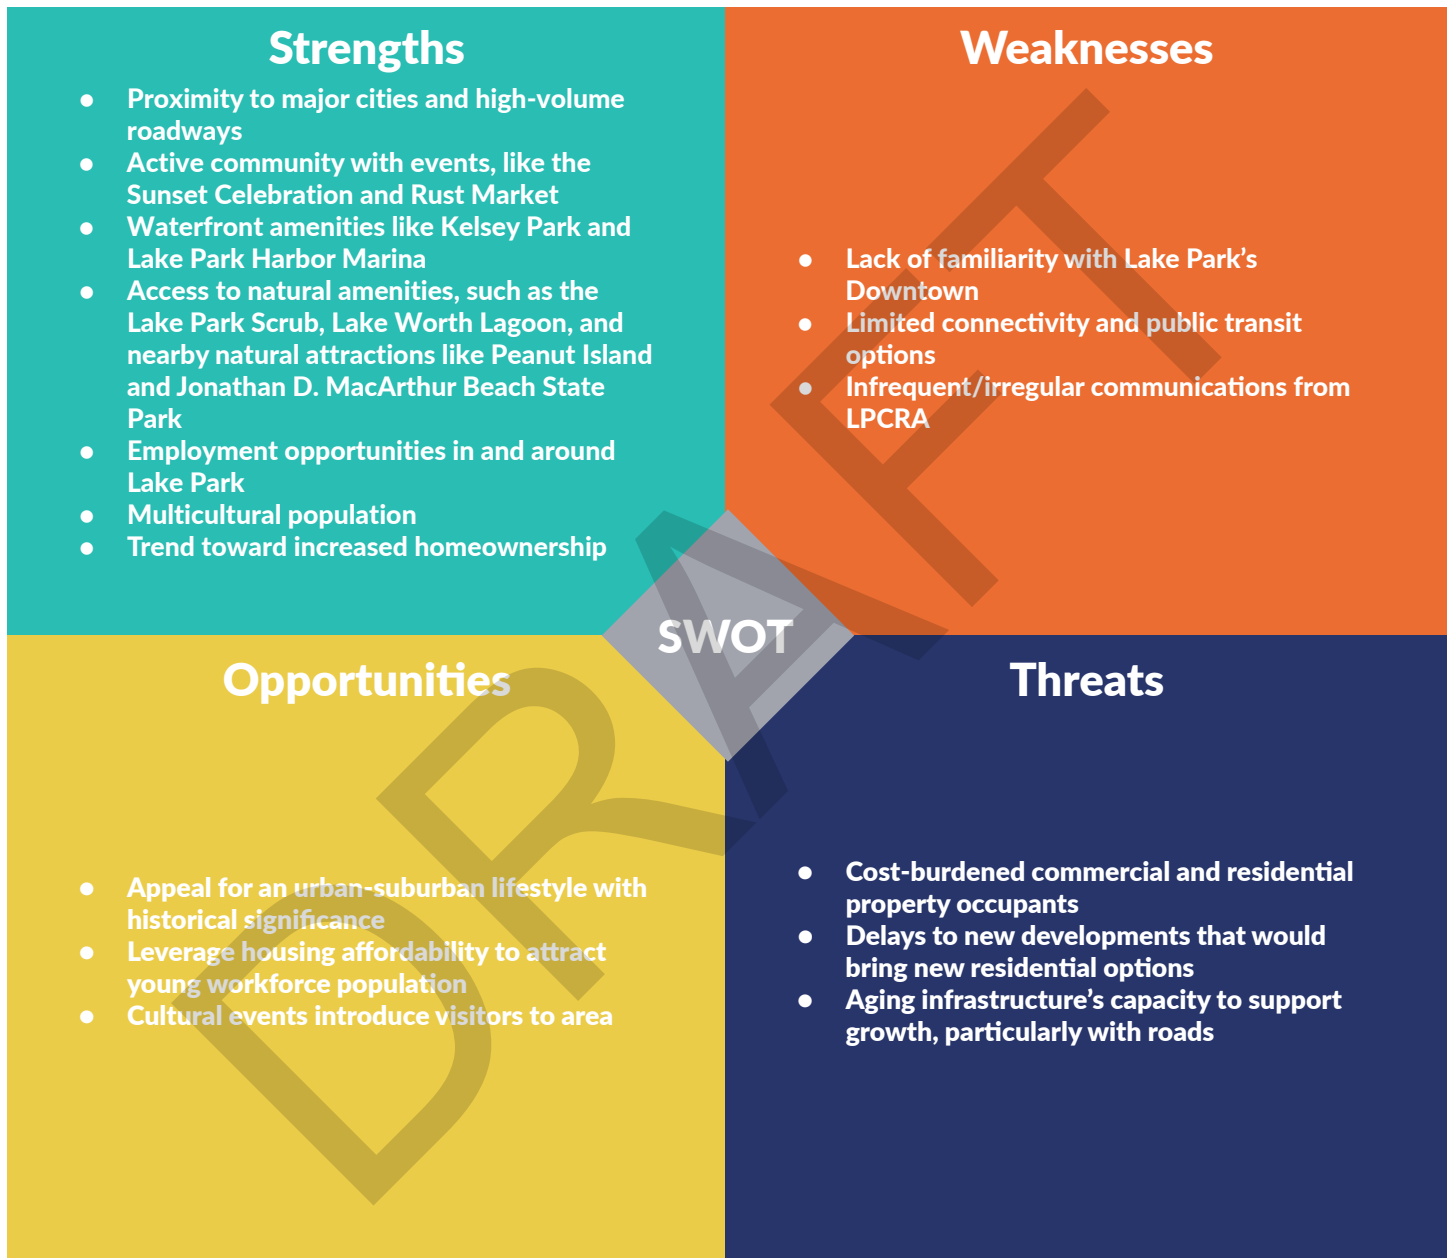 Strengths
● Proximity to major cities and high-volume
roadways
● Active community with events, like the
Sunset Celebration and Rust Market
● Waterfront amenities like Kelsey Park and
Lake Park Harbor Marina
● Access to natural amenities, such as the
Lake Park Scrub, Lake Worth Lagoon, and
nearby natural attractions like Peanut Island
and Jonathan D. MacArthur Beach State
Park
● Employment opportunities in and around
Lake Park
● Multicultural population
● Trend toward increased homeownership
Weaknesses
● Lack of familiarity with Lake Park’s
Downtown
● Limited connectivity and public transit
options
● Infrequent/irregular communications from
LPCRA
SWOT
Opportunities
● Appeal for an urban-suburban lifestyle with
historical significance
● Leverage housing affordability to attract
young workforce population
● Cultural events introduce visitors to area
Threats
● Cost-burdened commercial and residential
property occupants
● Delays to new developments that would
bring new residential options
● Aging infrastructure’s capacity to support
growth, particularly with roads
DRAFT